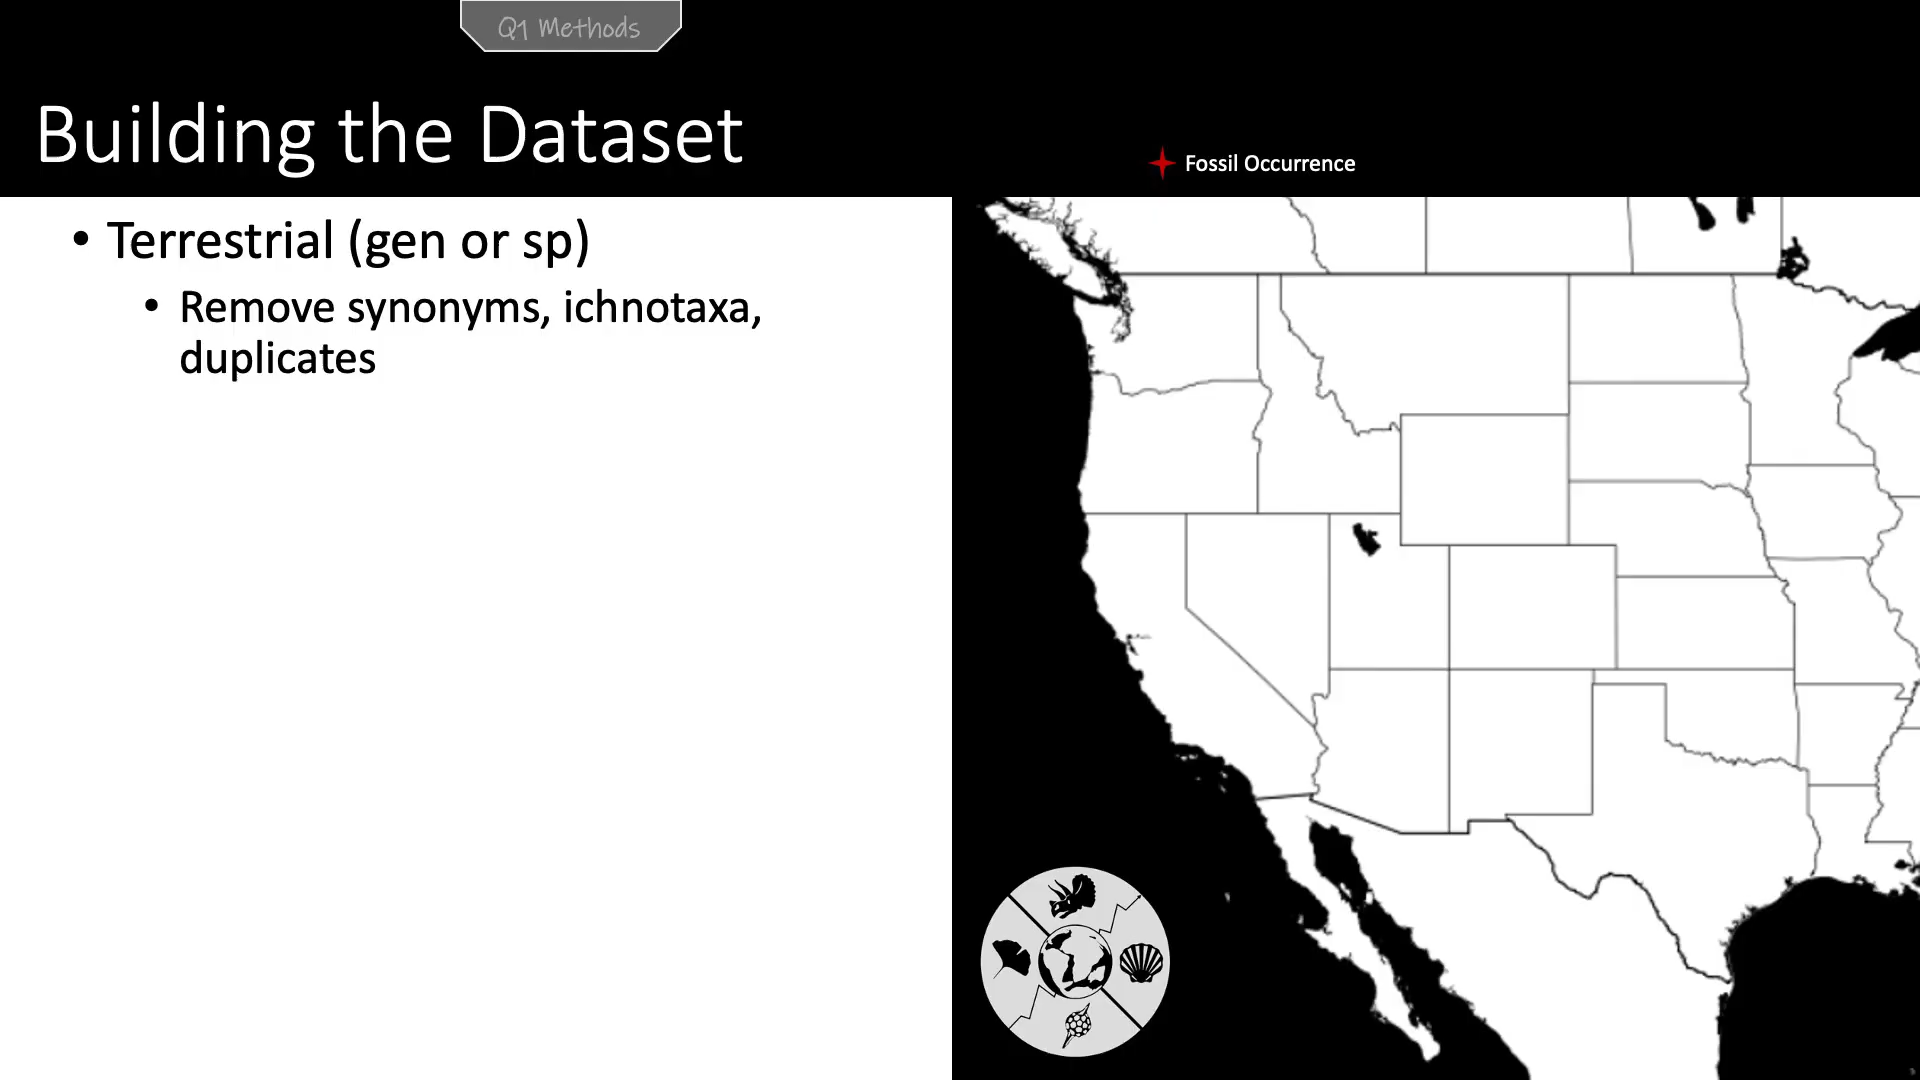 Q1 Methods
Building the Dataset
Fossil Occurrence
• Terrestrial (gen or sp)
• Remove synonyms, ichnotaxa,
duplicates